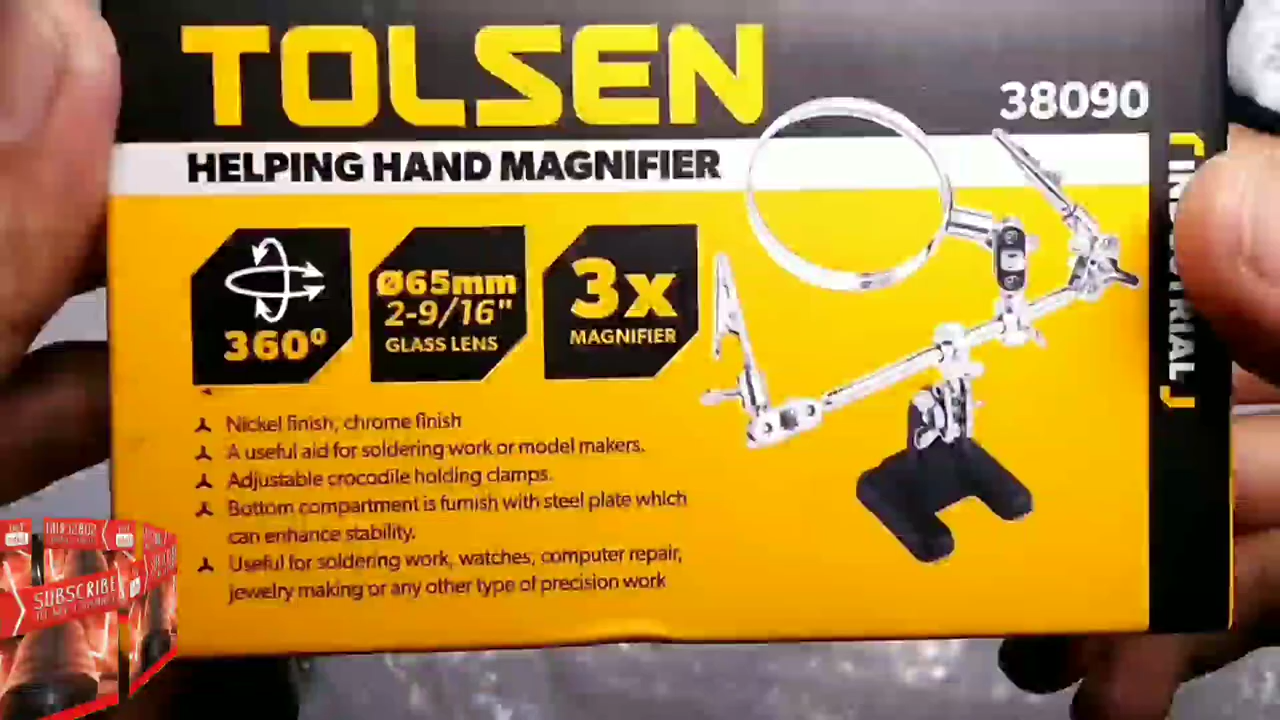 TOLSEN
38090
HELPING HAND MAGNIFIER
INDUSTRIAL
360°
Ø65mm
2-9/16"
GLASS LENS
3x
MAGNIFIER
Nickel finish, chrome finish
A useful aid for soldering work or model makers.
Adjustable crocodile holding clamps.
Bottom compartment is furnish with steel plate which
can enhance stability.
Useful for soldering work, watches, computer repair,
jewelry making or any other type of precision work
SUBSCRIBE